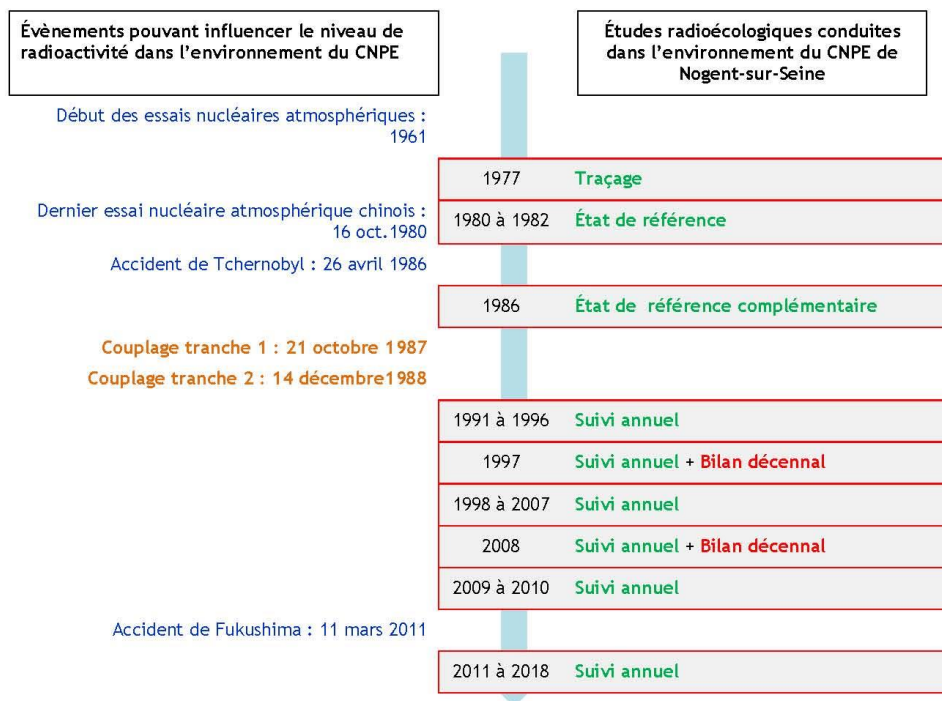 Évènements pouvant influencer le niveau de
radioactivité dans l'environnement du CNPE
Études radioécologiques conduites
dans l'environnement du CNPE de
Nogent-sur-Seine
Début des essais nucléaires atmosphériques :
1961
1977 Traçage
Dernier essai nucléaire atmosphérique chinois :
16 oct.1980
1980 à 1982 État de référence
Accident de Tchernobyl : 26 avril 1986
1986 État de référence complémentaire
Couplage tranche 1 : 21 octobre 1987
Couplage tranche 2 : 14 décembre1988
1991 à 1996 Suivi annuel
1997 Suivi annuel + Bilan décennal
1998 à 2007 Suivi annuel
2008 Suivi annuel + Bilan décennal
2009 à 2010 Suivi annuel
Accident de Fukushima : 11 mars 2011
2011 à 2018 Suivi annuel